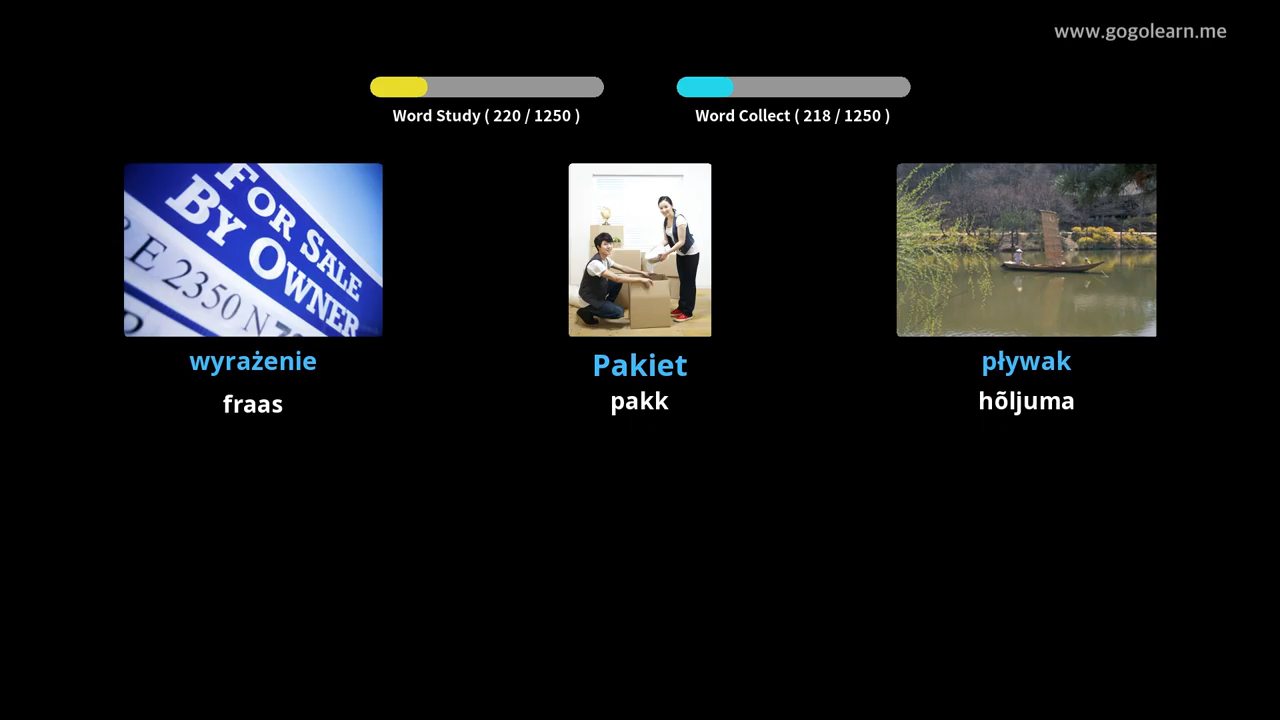 www.gogolearn.me
Word Study ( 220 / 1250 )
Word Collect ( 218 / 1250 )
FOR SALE
BY OWNER
E 2350 N
wyrażenie
Pakiet
pływak
fraas
pakk
hõljuma